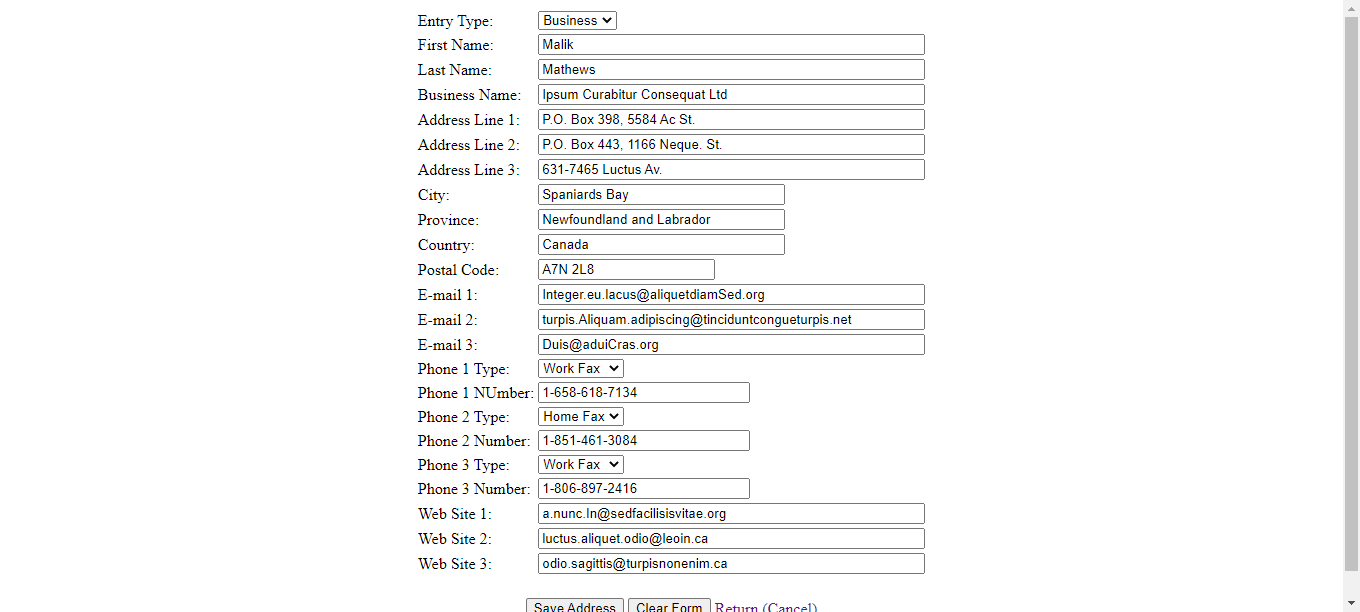 Entry Type: Business
First Name: Malik
Last Name: Mathews
Business Name: Ipsum Curabitur Consequat Ltd
Address Line 1: P.O. Box 398, 5584 Ac St.
Address Line 2: P.O. Box 443, 1166 Neque. St.
Address Line 3: 631-7465 Luctus Av.
City: Spaniards Bay
Province: Newfoundland and Labrador
Country: Canada
Postal Code: A7N 2L8
E-mail 1: Integer.eu.lacus@aliquetdiamSed.org
E-mail 2: turpis.Aliquam.adipiscing@tinciduntcongueturpis.net
E-mail 3: Duis@aduiCras.org
Phone 1 Type: Work Fax
Phone 1 NUmber: 1-658-618-7134
Phone 2 Type: Home Fax
Phone 2 Number: 1-851-461-3084
Phone 3 Type: Work Fax
Phone 3 Number: 1-806-897-2416
Web Site 1: a.nunc.In@sedfacilisisvitae.org
Web Site 2: luctus.aliquet.odio@leoin.ca
Web Site 3: odio.sagittis@turpisnonenim.ca
Save Address Clear Form Return (Cancel)